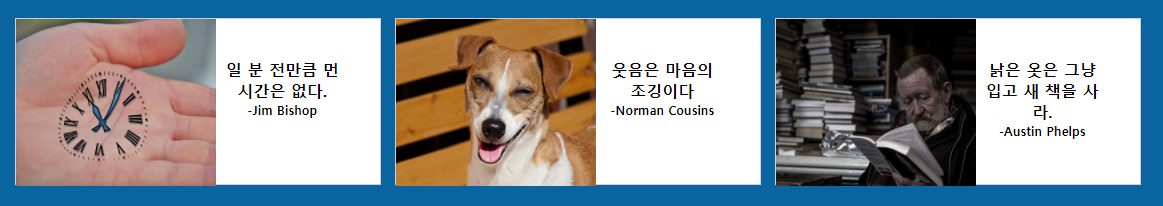 일 분 전만큼 먼
시간은 없다.
-Jim Bishop
웃음은 마음의
조깅이다
-Norman Cousins
낡은 옷은 그냥
입고 새 책을 사
라.
-Austin Phelps